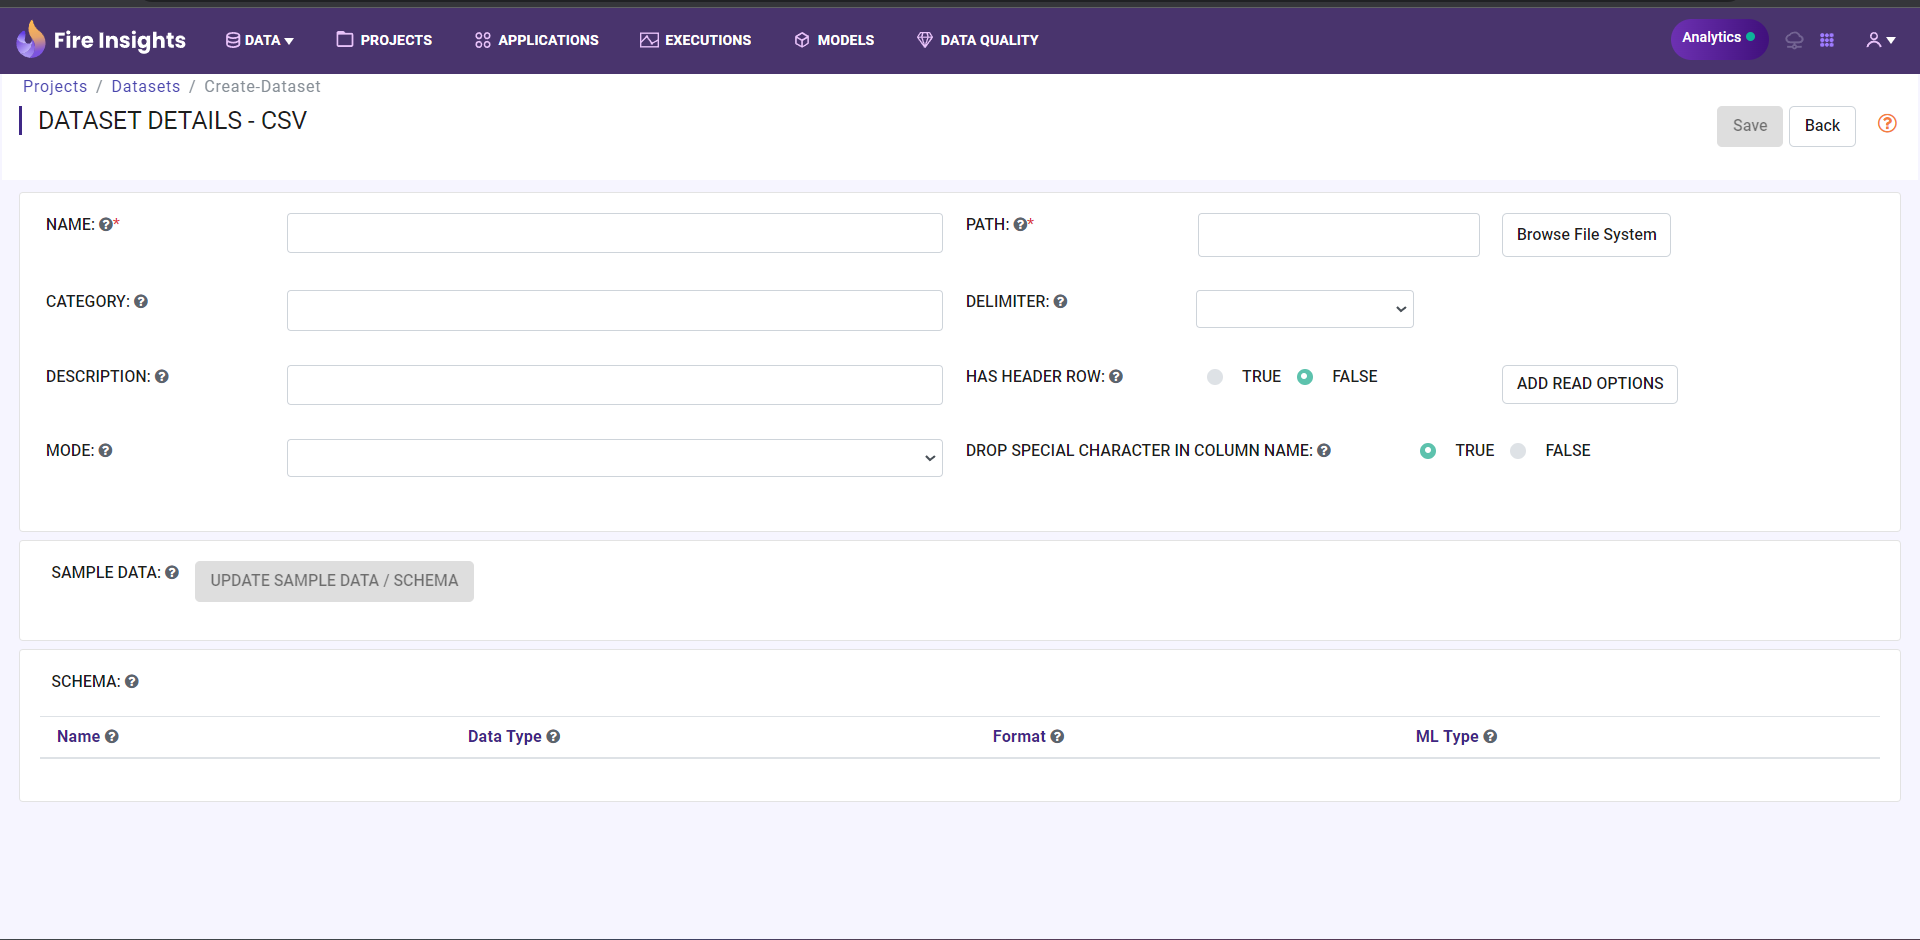 Fire Insights DATA PROJECTS APPLICATIONS EXECUTIONS MODELS DATA QUALITY Analytics
Projects / Datasets / Create-Dataset
DATASET DETAILS - CSV
Save Back
NAME: * PATH: * Browse File System
CATEGORY: DELIMITER:
DESCRIPTION: HAS HEADER ROW: TRUE FALSE ADD READ OPTIONS
MODE: DROP SPECIAL CHARACTER IN COLUMN NAME: TRUE FALSE
SAMPLE DATA: UPDATE SAMPLE DATA / SCHEMA
SCHEMA:
Name Data Type Format ML Type